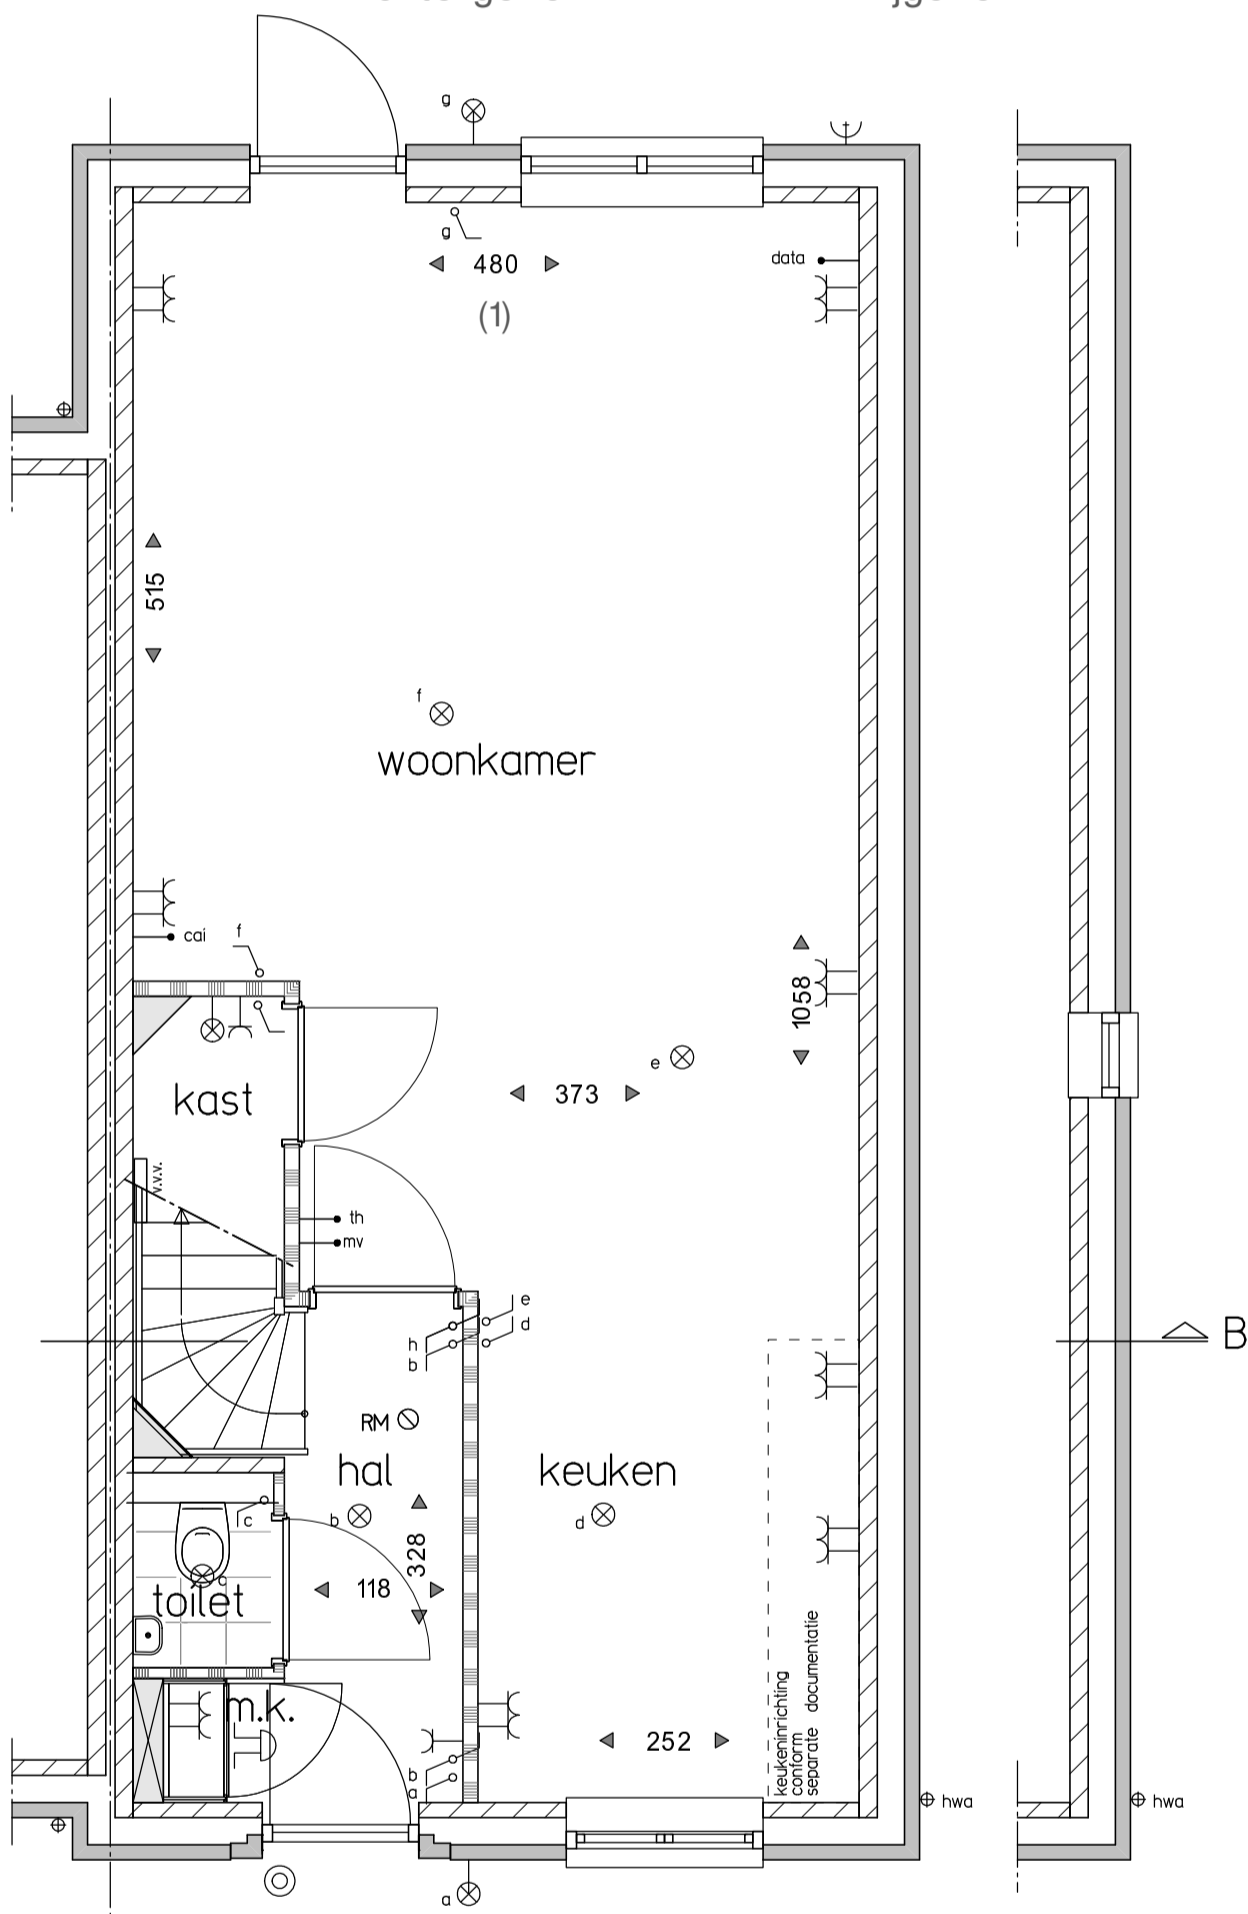 g
g
480
(1)
data
515
f
woonkamer
cai
f
1058
e
373
kast
v.v.v.
th
mv
e
d
h
b
B
RM
hal
keuken
c
b
d
328
118
c
toilet
m.k.
252
keukeninrichting
conform
separate documentatie
b
a
hwa
hwa
a